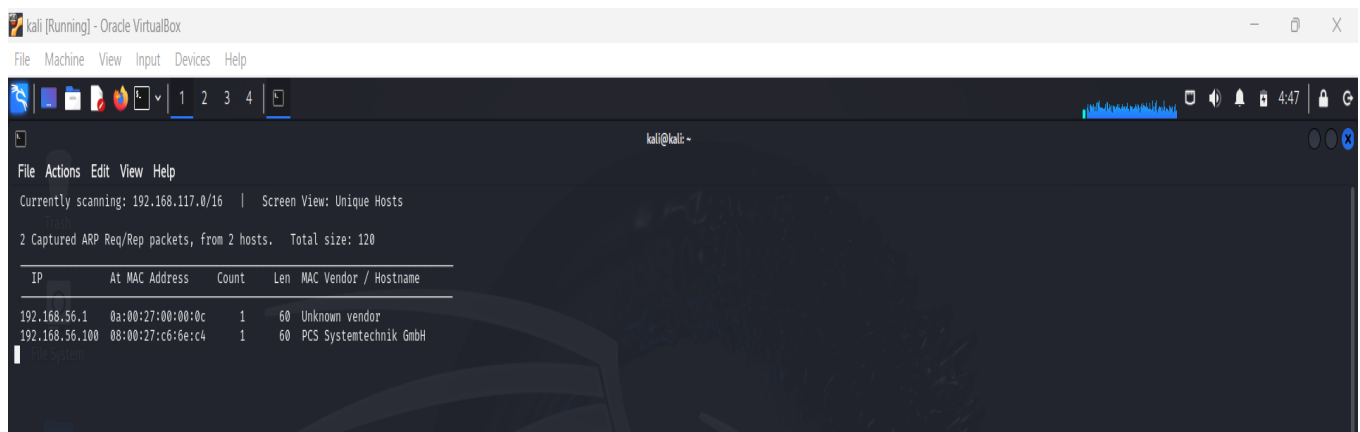 kali [Running] - Oracle VirtualBox
File Machine View Input Devices Help
1 2 3 4
4:47
kali@kali: ~
File Actions Edit View Help
Currently scanning: 192.168.117.0/16 | Screen View: Unique Hosts
Trash
2 Captured ARP Req/Rep packets, from 2 hosts. Total size: 120
IP At MAC Address Count Len MAC Vendor / Hostname
192.168.56.1 0a:00:27:00:00:0c 1 60 Unknown vendor
192.168.56.100 08:00:27:c6:6e:c4 1 60 PCS Systemtechnik GmbH
File System